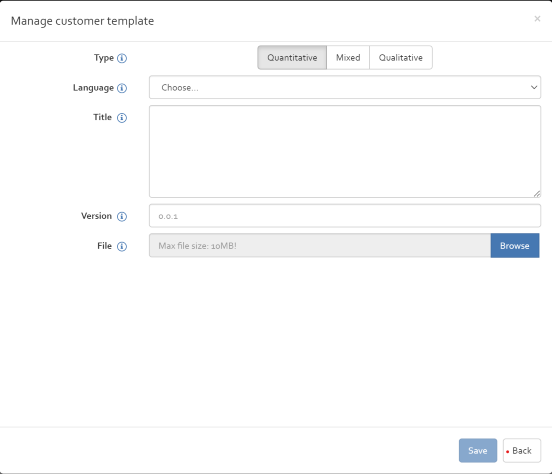 Manage customer template ×
Type Quantitative Mixed Qualitative
Language Choose...
Title
Version 0.0.1
File Max file size: 10MB! Browse
Save Back